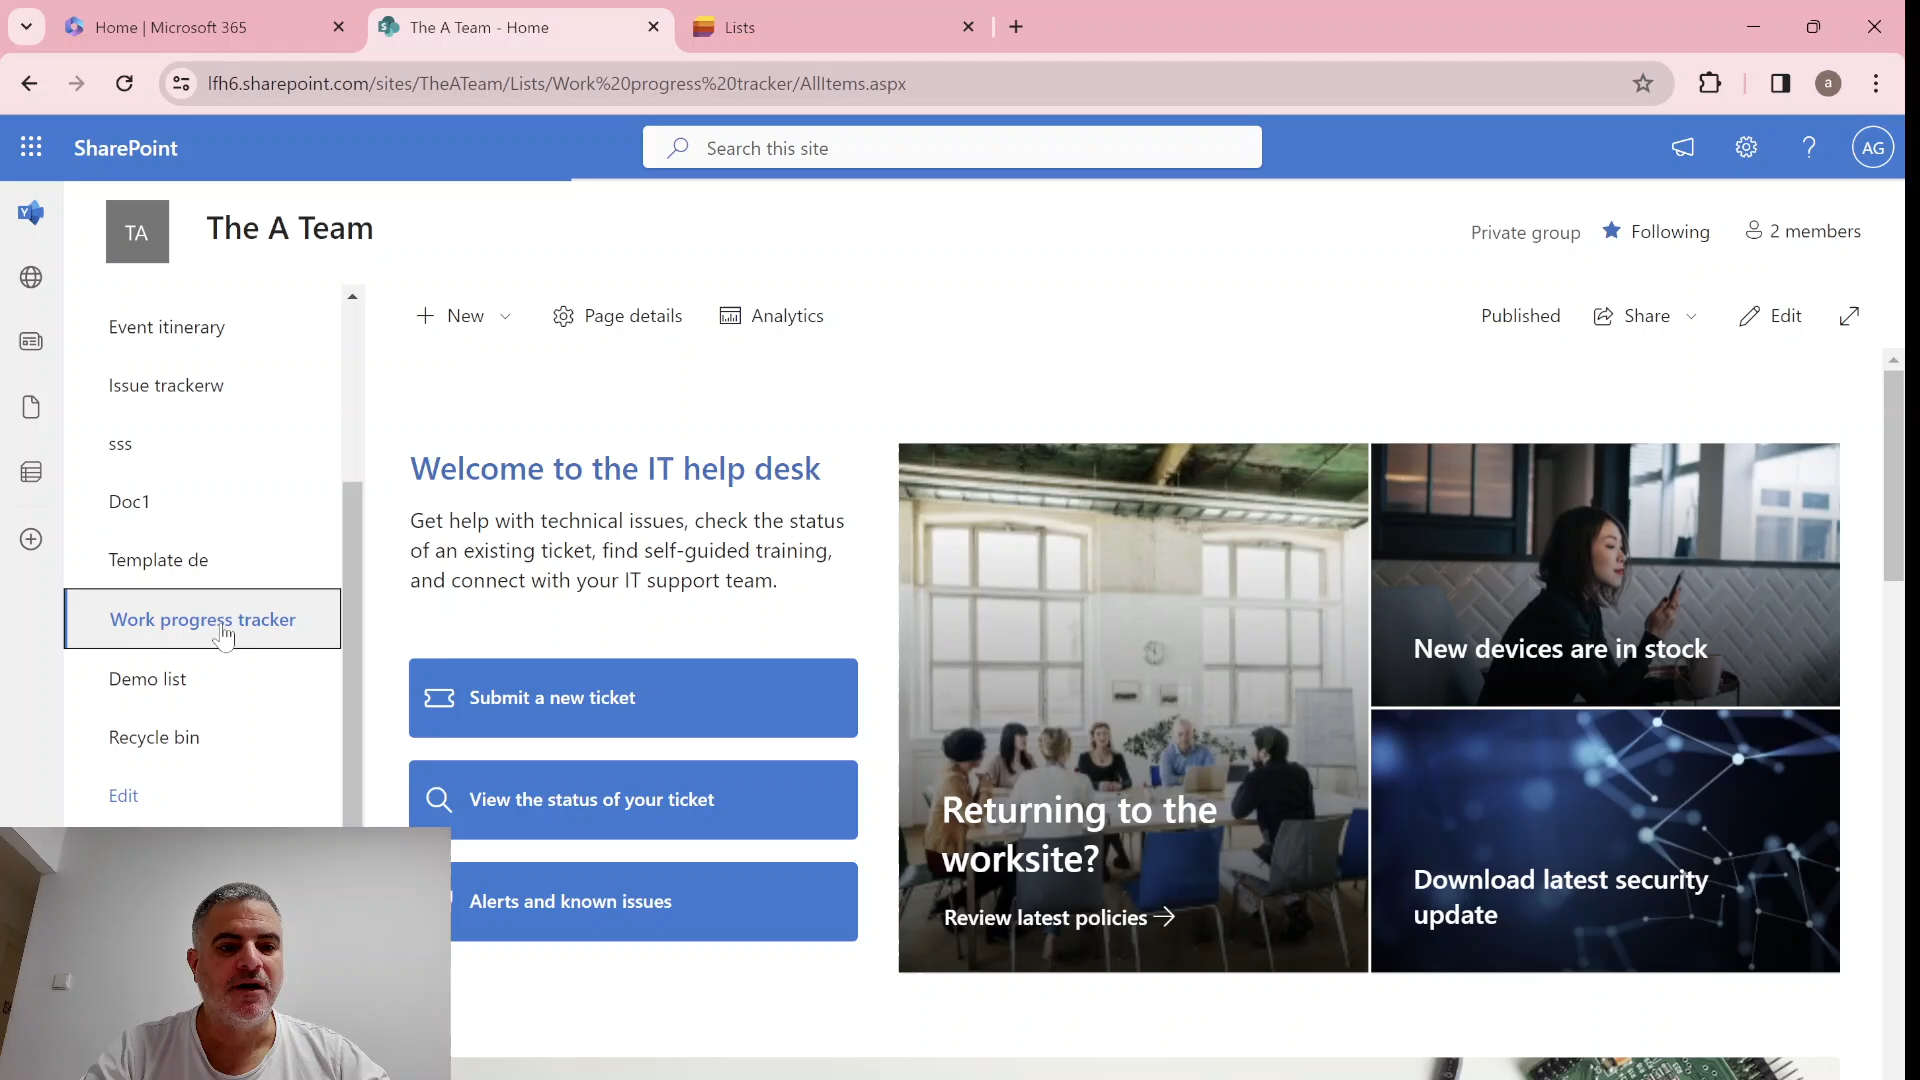 Home | Microsoft 365
The A Team - Home
Lists
lfh6.sharepoint.com/sites/TheATeam/Lists/Work%20progress%20tracker/AllItems.aspx
a
SharePoint
Search this site
AG
TA
The A Team
Private group
Following
2 members
Event itinerary
Issue trackerw
sss
Doc1
Template de
Work progress tracker
Demo list
Recycle bin
Edit
New
Page details
Analytics
Published
Share
Edit
Welcome to the IT help desk
Get help with technical issues, check the status
of an existing ticket, find self-guided training,
and connect with your IT support team.
Submit a new ticket
View the status of your ticket
Alerts and known issues
Returning to the
worksite?
Review latest policies
New devices are in stock
Download latest security
update